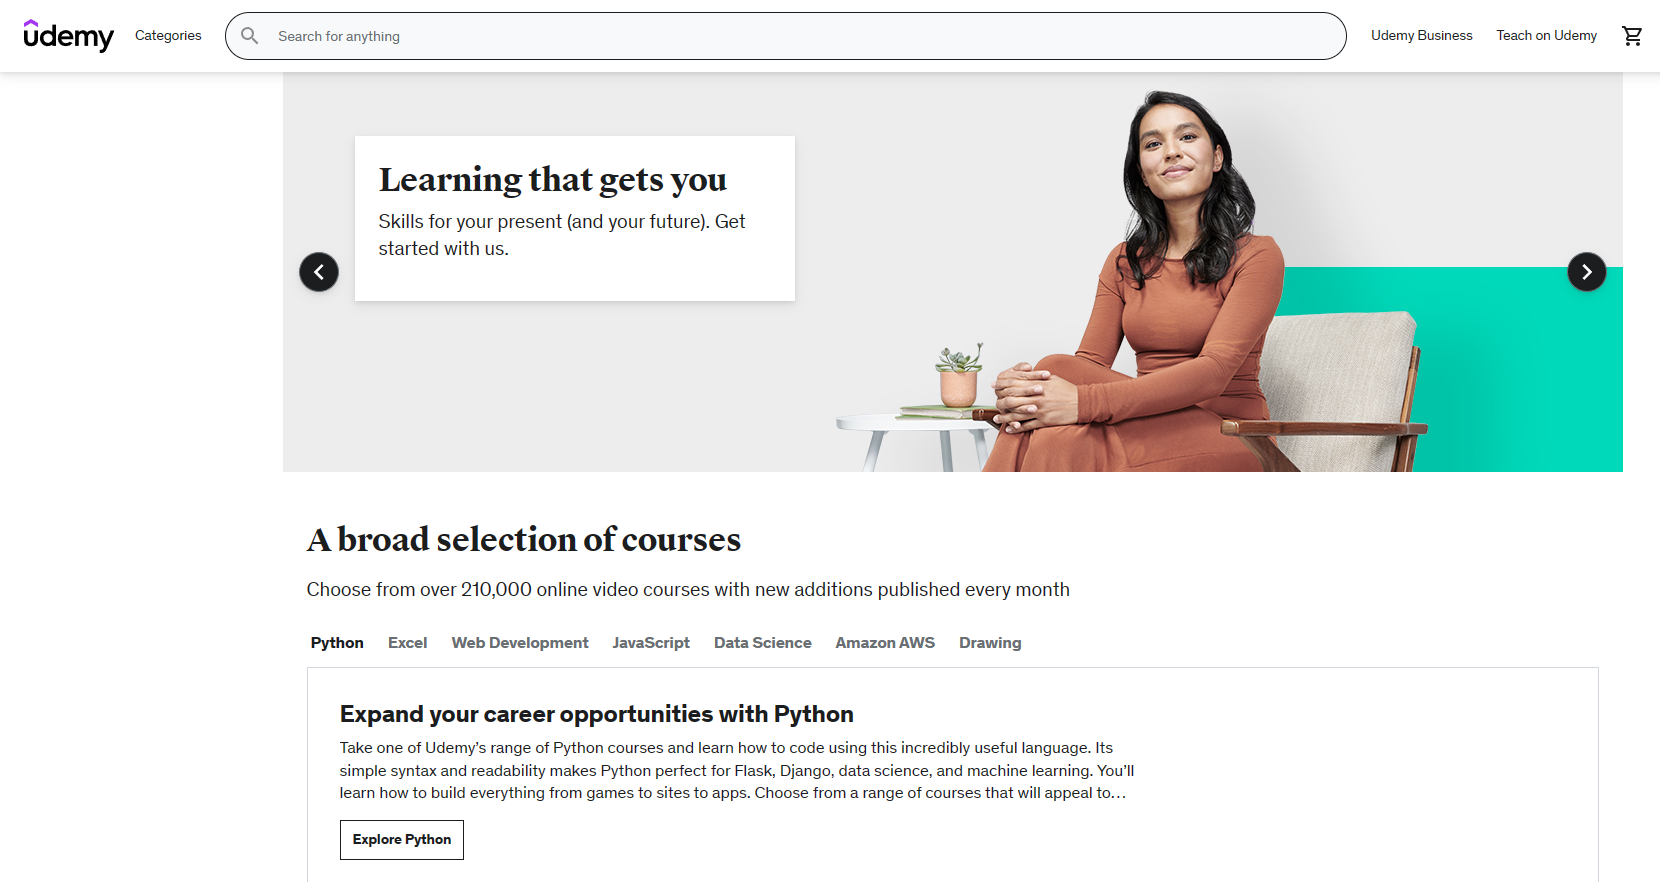 udemy
Categories
Search for anything
Udemy Business
Teach on Udemy
Learning that gets you
Skills for your present (and your future). Get
started with us.
A broad selection of courses
Choose from over 210,000 online video courses with new additions published every month
Python Excel Web Development JavaScript Data Science Amazon AWS Drawing
Expand your career opportunities with Python
Take one of Udemy’s range of Python courses and learn how to code using this incredibly useful language. Its
simple syntax and readability makes Python perfect for Flask, Django, data science, and machine learning. You’ll
learn how to build everything from games to sites to apps. Choose from a range of courses that will appeal to…
Explore Python